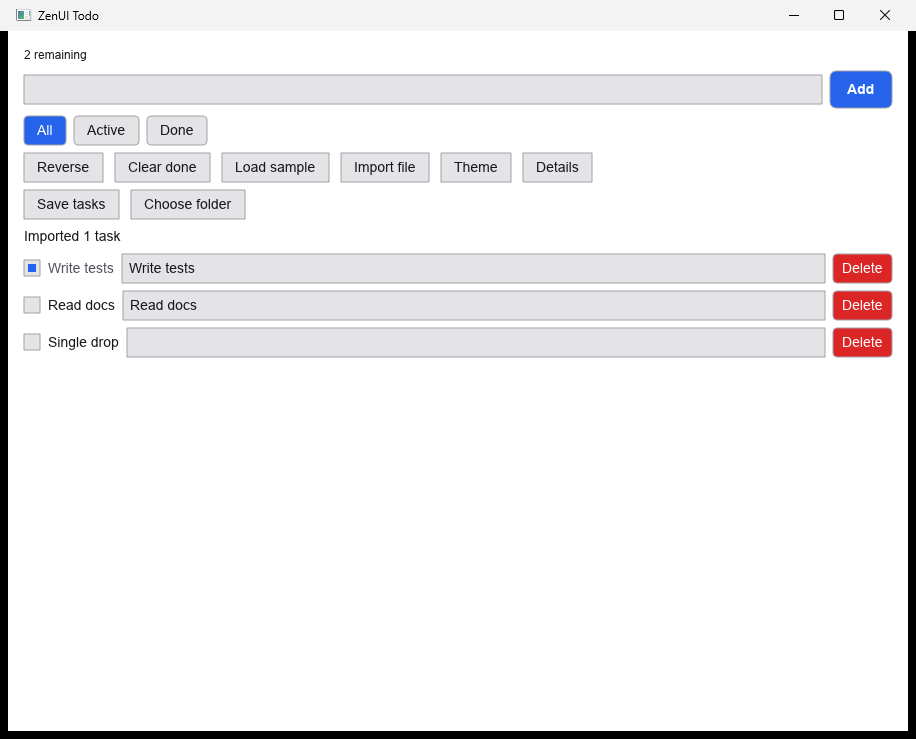 ZenUI Todo
2 remaining
Add
All Active Done
Reverse Clear done Load sample Import file Theme Details
Save tasks Choose folder
Imported 1 task
Write tests Write tests Delete
Read docs Read docs Delete
Single drop Delete